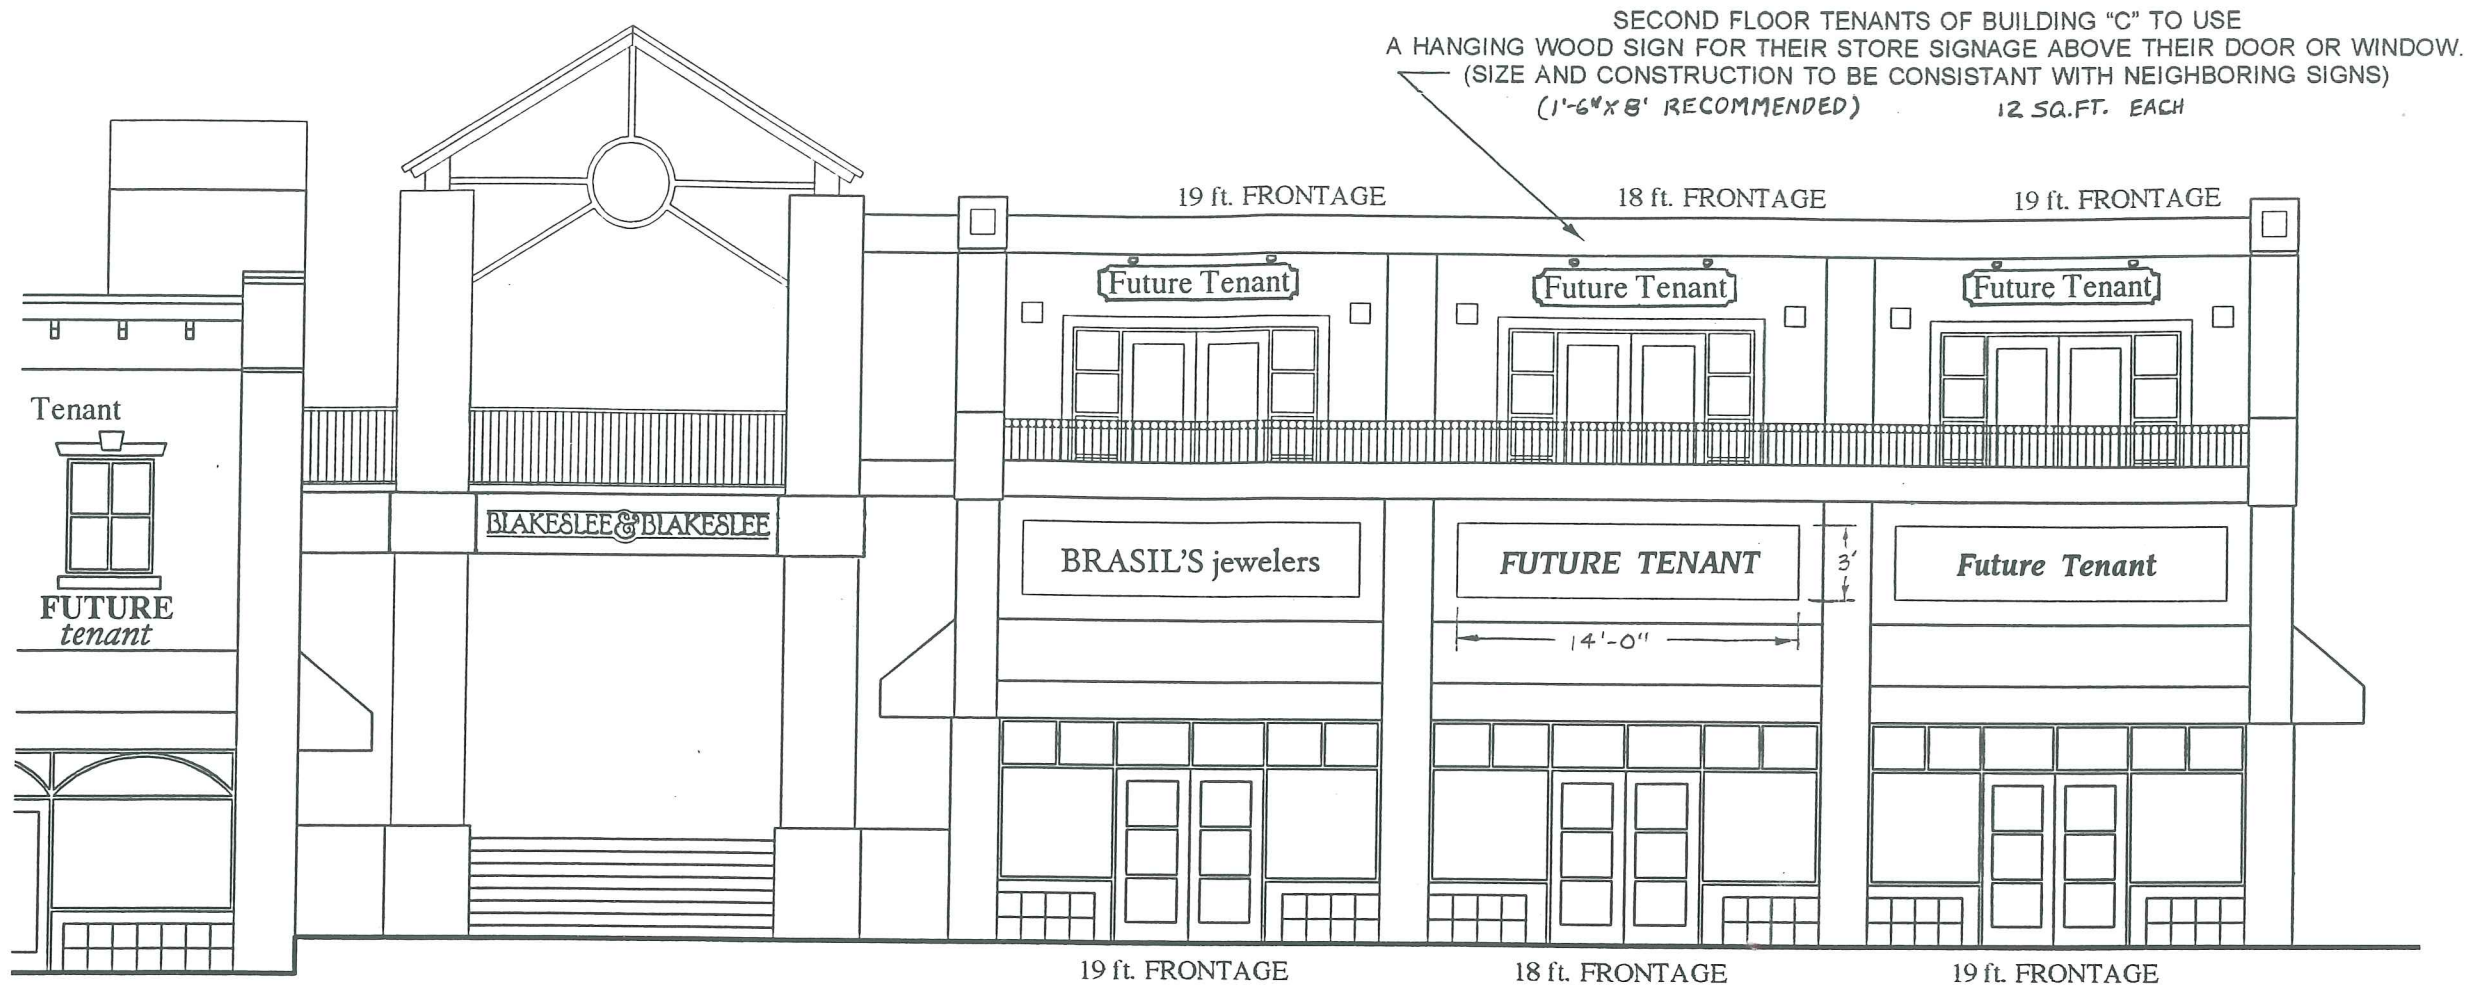 SECOND FLOOR TENANTS OF BUILDING “C” TO USE
A HANGING WOOD SIGN FOR THEIR STORE SIGNAGE ABOVE THEIR DOOR OR WINDOW.
(SIZE AND CONSTRUCTION TO BE CONSISTANT WITH NEIGHBORING SIGNS)
(1'-6" X 8' RECOMMENDED) 12 SQ.FT. EACH
19 ft. FRONTAGE 18 ft. FRONTAGE 19 ft. FRONTAGE
Future Tenant Future Tenant Future Tenant
Tenant
BLAKESLEE & BLAKESLEE
BRASIL’S jewelers FUTURE TENANT 3' Future Tenant
FUTURE
tenant
14'-0"
19 ft. FRONTAGE 18 ft. FRONTAGE 19 ft. FRONTAGE